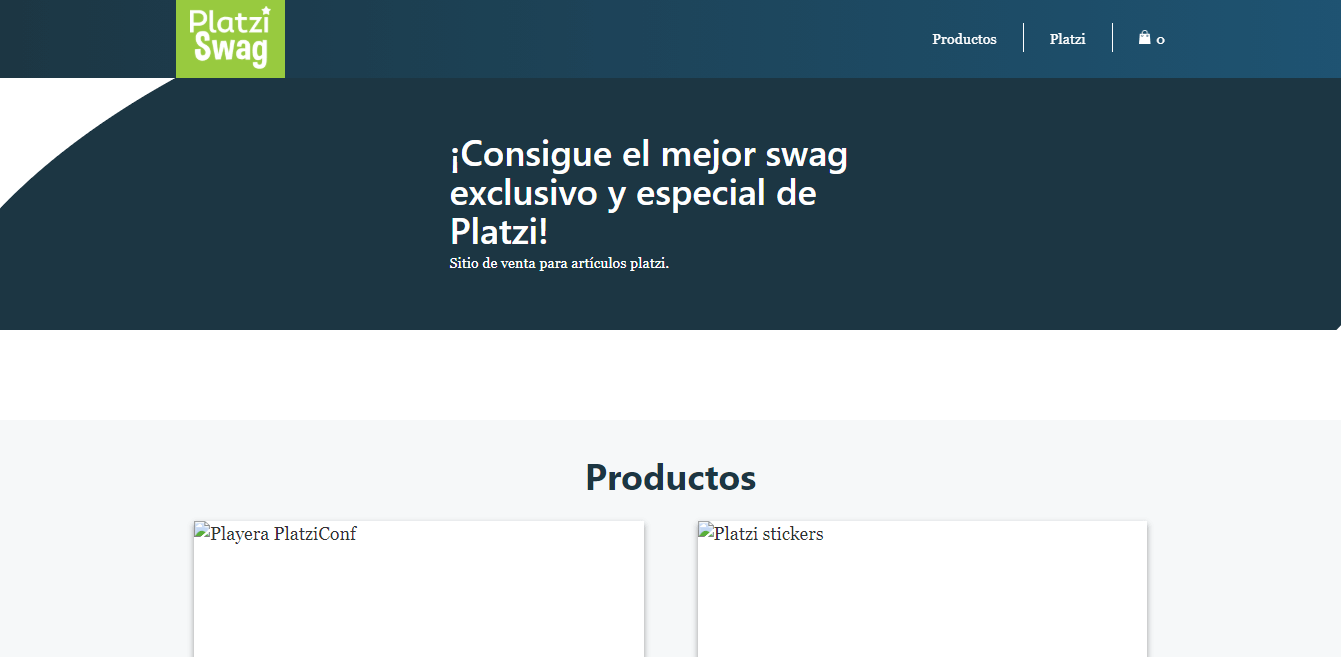 Platzi
Swag
Productos
Platzi
0
¡Consigue el mejor swag
exclusivo y especial de
Platzi!
Sitio de venta para artículos platzi.
Productos
Playera PlatziConf
Platzi stickers